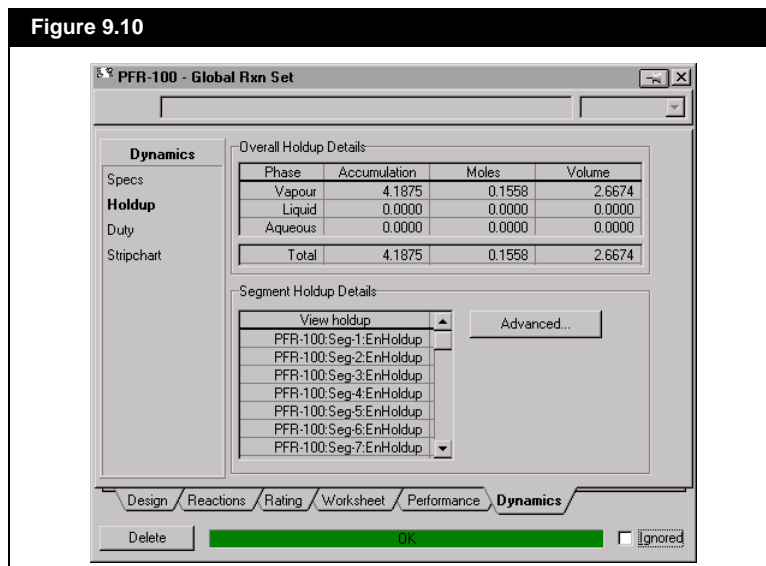 Figure 9.10
PFR-100 - Global Rxn Set
Dynamics
Specs
Holdup
Duty
Stripchart
Overall Holdup Details
Phase Accumulation Moles Volume
Vapour 4.1875 0.1558 2.6674
Liquid 0.0000 0.0000 0.0000
Aqueous 0.0000 0.0000 0.0000
Total 4.1875 0.1558 2.6674
Segment Holdup Details
View holdup
PFR-100:Seg-1:EnHoldup
PFR-100:Seg-2:EnHoldup
PFR-100:Seg-3:EnHoldup
PFR-100:Seg-4:EnHoldup
PFR-100:Seg-5:EnHoldup
PFR-100:Seg-6:EnHoldup
PFR-100:Seg-7:EnHoldup
Advanced...
Design Reactions Rating Worksheet Performance Dynamics
Delete OK Ignored